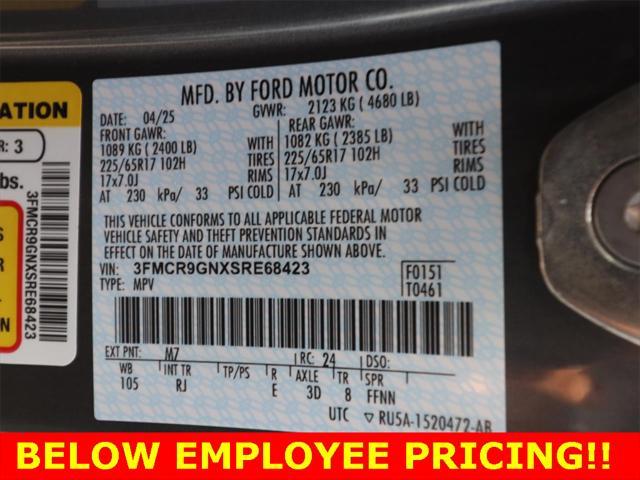 ATION
R: 3
lbs.
3FMCR9GNXSRE68423
MFD. BY FORD MOTOR CO.
DATE: 04/25 GVWR: 2123 KG ( 4680 LB)
FRONT GAWR: REAR GAWR:
1089 KG ( 2400 LB) 1082 KG ( 2385 LB)
225/65R17 102H TIRES 225/65R17 102H TIRES
17x7.0J RIMS 17x7.0J RIMS
AT 230 kPa/ 33 PSI COLD AT 230 kPa/ 33 PSI COLD
THIS VEHICLE CONFORMS TO ALL APPLICABLE FEDERAL MOTOR
VEHICLE SAFETY AND THEFT PREVENTION STANDARDS IN
EFFECT ON THE DATE OF MANUFACTURE SHOWN ABOVE.
VIN: 3FMCR9GNXSRE68423 F0151
TYPE: MPV T0461
EXT PNT: M7 RC: 24 DSO:
WB INT TR TP/PS R AXLE TR SPR
105 RJ E 3D 8 FFNN
UTC ▽ RU5A-1520472-AB
BELOW EMPLOYEE PRICING!!